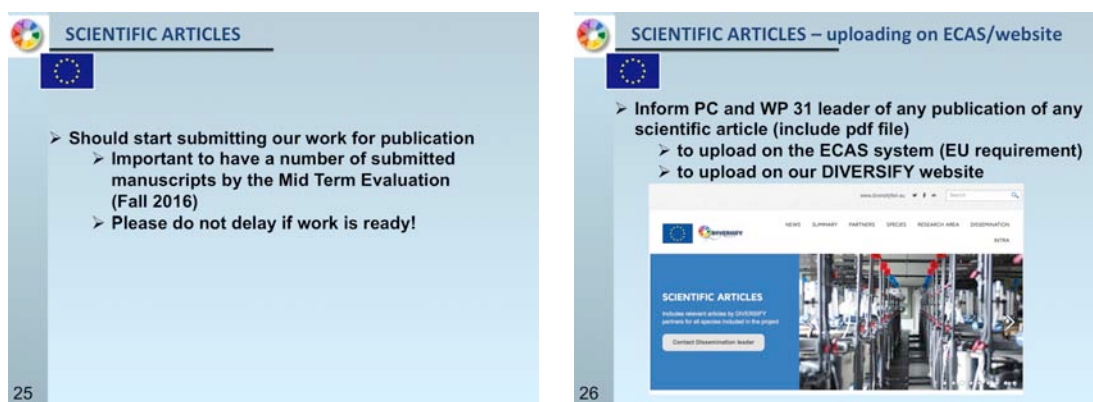 SCIENTIFIC ARTICLES
➢ Should start submitting our work for publication
➢ Important to have a number of submitted
manuscripts by the Mid Term Evaluation
(Fall 2016)
➢ Please do not delay if work is ready!
25
SCIENTIFIC ARTICLES – uploading on ECAS/website
➢ Inform PC and WP 31 leader of any publication of any
scientific article (include pdf file)
➢ to upload on the ECAS system (EU requirement)
➢ to upload on our DIVERSIFY website
www.diversifyfish.eu
Search
DIVERSIFY
NEWS SUMMARY PARTNERS SPECIES RESEARCH AREA DISSEMINATION
INTRA
SCIENTIFIC ARTICLES
Includes relevant articles by DIVERSIFY
partners for all species included in the project
Contact Dissemination leader
26